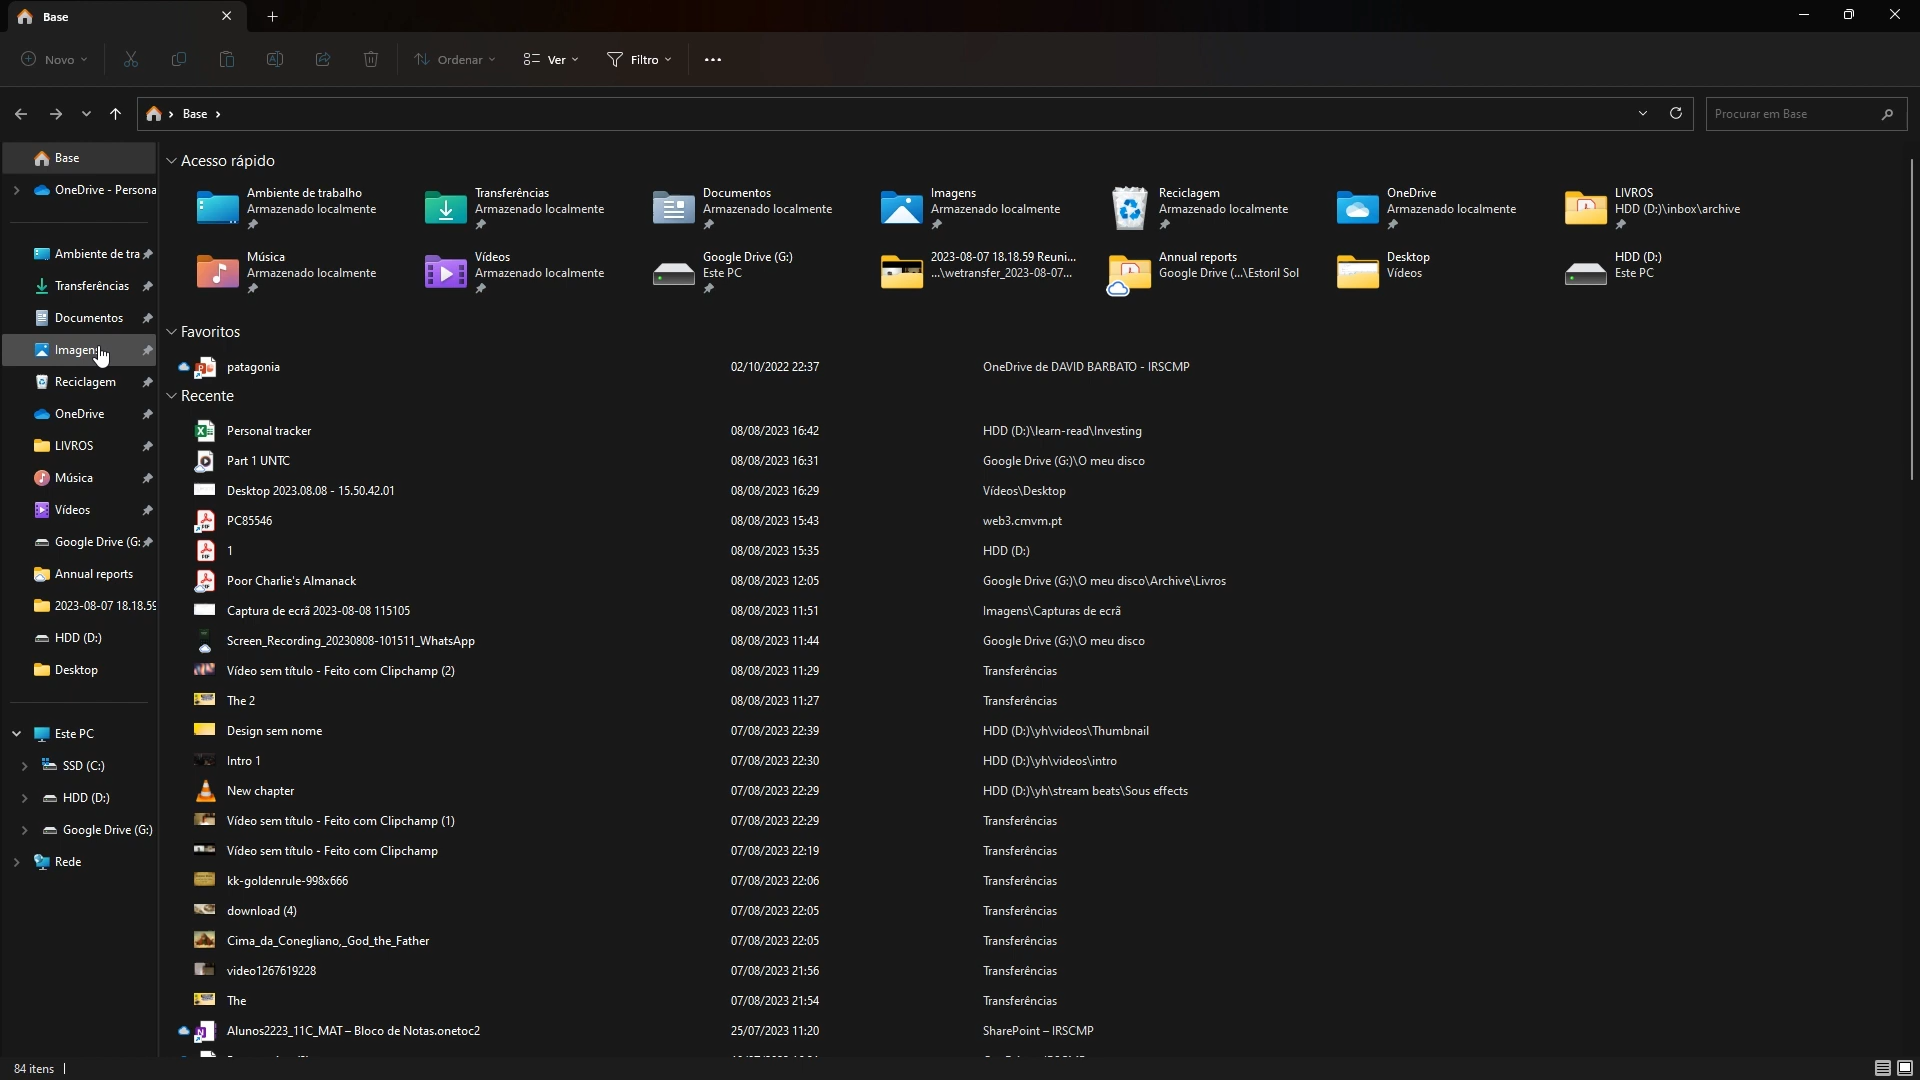 Base
Novo
Ordenar
Ver
Filtro
Base
Procurar em Base
Base
OneDrive - Persona
Ambiente de tra
Transferências
Documentos
Imagens
Reciclagem
OneDrive
LIVROS
Música
Vídeos
Google Drive (G:
Annual reports
2023-08-07 18.18.59
HDD (D:)
Desktop
Este PC
SSD (C:)
HDD (D:)
Google Drive (G:)
Rede
Acesso rápido
Ambiente de trabalho
Armazenado localmente
Transferências
Armazenado localmente
Documentos
Armazenado localmente
Imagens
Armazenado localmente
Reciclagem
Armazenado localmente
OneDrive
Armazenado localmente
LIVROS
HDD (D:)\inbox\archive
Música
Armazenado localmente
Vídeos
Armazenado localmente
Google Drive (G:)
Este PC
2023-08-07 18.18.59 Reuni...
...\wetransfer_2023-08-07...
Annual reports
Google Drive (...\Estoril Sol
Desktop
Vídeos
HDD (D:)
Este PC
Favoritos
patagonia 02/10/2022 22:37 OneDrive de DAVID BARBATO - IRSCMP
Recente
Personal tracker 08/08/2023 16:42 HDD (D:)\learn-read\Investing
Part 1 UNTC 08/08/2023 16:31 Google Drive (G:)\O meu disco
Desktop 2023.08.08 - 15.50.42.01 08/08/2023 16:29 Vídeos\Desktop
PC85546 08/08/2023 15:43 web3.cmvm.pt
1 08/08/2023 15:35 HDD (D:)
Poor Charlie's Almanack 08/08/2023 12:05 Google Drive (G:)\O meu disco\Archive\Livros
Captura de ecrã 2023-08-08 115105 08/08/2023 11:51 Imagens\Capturas de ecrã
Screen_Recording_20230808-101511_WhatsApp 08/08/2023 11:44 Google Drive (G:)\O meu disco
Vídeo sem título - Feito com Clipchamp (2) 08/08/2023 11:29 Transferências
The 2 08/08/2023 11:27 Transferências
Design sem nome 07/08/2023 22:39 HDD (D:)\yh\videos\Thumbnail
Intro 1 07/08/2023 22:30 HDD (D:)\yh\videos\intro
New chapter 07/08/2023 22:29 HDD (D:)\yh\stream beats\Sous effects
Vídeo sem título - Feito com Clipchamp (1) 07/08/2023 22:29 Transferências
Vídeo sem título - Feito com Clipchamp 07/08/2023 22:19 Transferências
kk-goldenrule-998x666 07/08/2023 22:06 Transferências
download (4) 07/08/2023 22:05 Transferências
Cima_da_Conegliano,_God_the_Father 07/08/2023 22:05 Transferências
video1267619228 07/08/2023 21:56 Transferências
The 07/08/2023 21:54 Transferências
Alunos2223_11C_MAT – Bloco de Notas.onetoc2 25/07/2023 11:20 SharePoint – IRSCMP
84 itens